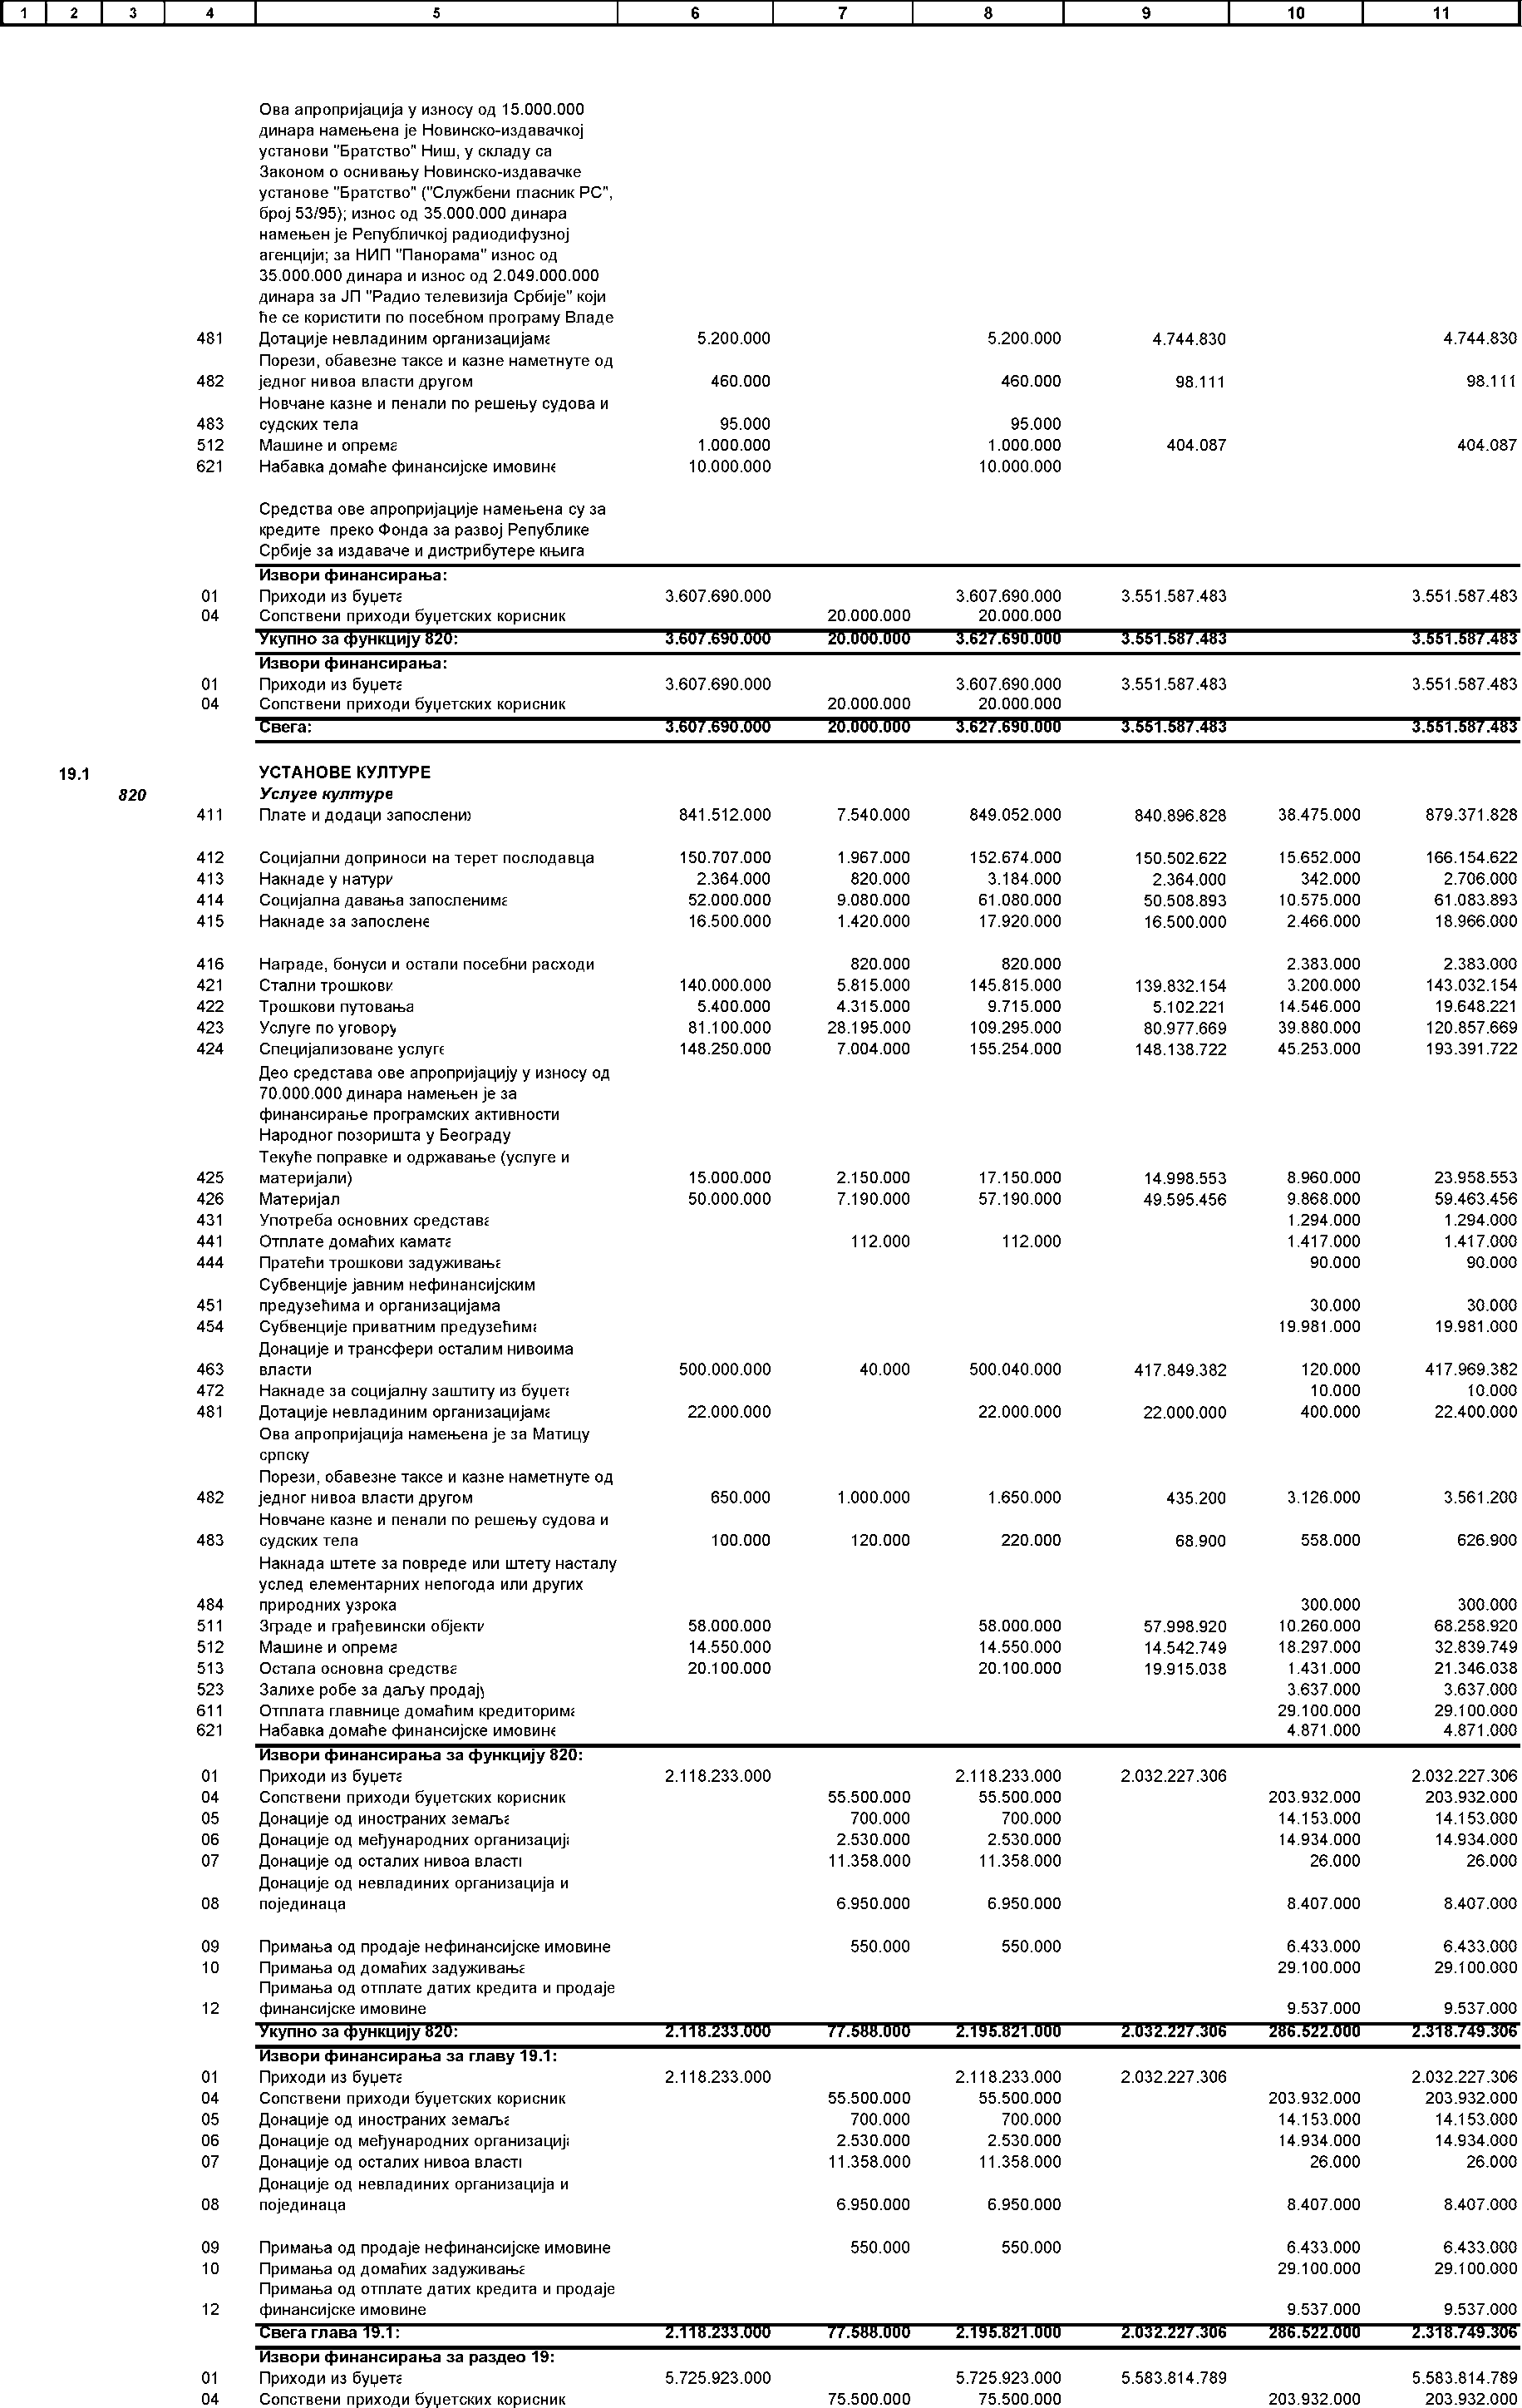 1 2 3 4 5 6 7 8 9 10 11
Ова апропријација у износу од 15.000.000
динара намењена је Новинско-издавачкој
установи "Братство" Ниш, у складу са
Законом о оснивању Новинско-издавачке
установе "Братство" ("Службени гласник РС",
број 53/95); износ од 35.000.000 динара
намењен је Републичкој радиодифузној
агенцији; за НИП "Панорама" износ од
35.000.000 динара и износ од 2.049.000.000
динара за ЈП "Радио телевизија Србије" који
ће се користити по посебном програму Владе
481 Дотације невладиним организацијама 5.200.000 5.200.000 4.744.830 4.744.830
Порези, обавезне таксе и казне наметнуте од
482 једног нивоа власти другом 460.000 460.000 98.111 98.111
Новчане казне и пенали по решењу судова и
483 судских тела 95.000 95.000
512 Машине и опрема 1.000.000 1.000.000 404.087 404.087
621 Набавка домаће финансијске имовине 10.000.000 10.000.000
Средства ове апропријације намењена су за
кредите преко Фонда за развој Републике
Србије за издаваче и дистрибутере књига
Извори финансирања:
01 Приходи из буџета 3.607.690.000 3.607.690.000 3.551.587.483 3.551.587.483
04 Сопствени приходи буџетских корисник 20.000.000 20.000.000
Укупно за функцију 820: 3.607.690.000 20.000.000 3.627.690.000 3.551.587.483 3.551.587.483
Извори финансирања:
01 Приходи из буџета 3.607.690.000 3.607.690.000 3.551.587.483 3.551.587.483
04 Сопствени приходи буџетских корисник 20.000.000 20.000.000
Свега: 3.607.690.000 20.000.000 3.627.690.000 3.551.587.483 3.551.587.483
19.1 УСТАНОВЕ КУЛТУРЕ
820 Услуге културе
411 Плате и додаци запослених 841.512.000 7.540.000 849.052.000 840.896.828 38.475.000 879.371.828
412 Социјални доприноси на терет послодавца 150.707.000 1.967.000 152.674.000 150.502.622 15.652.000 166.154.622
413 Накнаде у натури 2.364.000 820.000 3.184.000 2.364.000 342.000 2.706.000
414 Социјална давања запосленима 52.000.000 9.080.000 61.080.000 50.508.893 10.575.000 61.083.893
415 Накнаде за запослене 16.500.000 1.420.000 17.920.000 16.500.000 2.466.000 18.966.000
416 Награде, бонуси и остали посебни расходи 820.000 820.000 2.383.000 2.383.000
421 Стални трошкови 140.000.000 5.815.000 145.815.000 139.832.154 3.200.000 143.032.154
422 Трошкови путовања 5.400.000 4.315.000 9.715.000 5.102.221 14.546.000 19.648.221
423 Услуге по уговору 81.100.000 28.195.000 109.295.000 80.977.669 39.880.000 120.857.669
424 Специјализоване услуге 148.250.000 7.004.000 155.254.000 148.138.722 45.253.000 193.391.722
Део средстава ове апропријацију у износу од
70.000.000 динара намењен је за
финансирање програмских активности
Народног позоришта у Београду
Текуће поправке и одржавање (услуге и
425 материјали) 15.000.000 2.150.000 17.150.000 14.998.553 8.960.000 23.958.553
426 Материјал 50.000.000 7.190.000 57.190.000 49.595.456 9.868.000 59.463.456
431 Употреба основних средстава 1.294.000 1.294.000
441 Отплате домаћих камата 112.000 112.000 1.417.000 1.417.000
444 Пратећи трошкови задуживања 90.000 90.000
Субвенције јавним нефинансијским
451 предузећима и организацијама 30.000 30.000
454 Субвенције приватним предузећима 19.981.000 19.981.000
Донације и трансфери осталим нивоима
463 власти 500.000.000 40.000 500.040.000 417.849.382 120.000 417.969.382
472 Накнаде за социјалну заштиту из буџета 10.000 10.000
481 Дотације невладиним организацијама 22.000.000 22.000.000 22.000.000 400.000 22.400.000
Ова апропријација намењена је за Матицу
српску
Порези, обавезне таксе и казне наметнуте од
482 једног нивоа власти другом 650.000 1.000.000 1.650.000 435.200 3.126.000 3.561.200
Новчане казне и пенали по решењу судова и
483 судских тела 100.000 120.000 220.000 68.900 558.000 626.900
Накнада штете за повреде или штету насталу
услед елементарних непогода или других
484 природних узрока 300.000 300.000
511 Зграде и грађевински објекти 58.000.000 58.000.000 57.998.920 10.260.000 68.258.920
512 Машине и опрема 14.550.000 14.550.000 14.542.749 18.297.000 32.839.749
513 Остала основна средства 20.100.000 20.100.000 19.915.038 1.431.000 21.346.038
523 Залихе робе за даљу продају 3.637.000 3.637.000
611 Отплата главнице домаћим кредиторима 29.100.000 29.100.000
621 Набавка домаће финансијске имовине 4.871.000 4.871.000
Извори финансирања за функцију 820:
01 Приходи из буџета 2.118.233.000 2.118.233.000 2.032.227.306 2.032.227.306
04 Сопствени приходи буџетских корисник 55.500.000 55.500.000 203.932.000 203.932.000
05 Донације од иностраних земаља 700.000 700.000 14.153.000 14.153.000
06 Донације од међународних организациј 2.530.000 2.530.000 14.934.000 14.934.000
07 Донације од осталих нивоа власти 11.358.000 11.358.000 26.000 26.000
Донације од невладиних организација и
08 појединаца 6.950.000 6.950.000 8.407.000 8.407.000
09 Примања од продаје нефинансијске имовине 550.000 550.000 6.433.000 6.433.000
10 Примања од домаћих задуживања 29.100.000 29.100.000
Примања од отплате датих кредита и продаје
12 финансијске имовине 9.537.000 9.537.000
Укупно за функцију 820: 2.118.233.000 77.588.000 2.195.821.000 2.032.227.306 286.522.000 2.318.749.306
Извори финансирања за главу 19.1:
01 Приходи из буџета 2.118.233.000 2.118.233.000 2.032.227.306 2.032.227.306
04 Сопствени приходи буџетских корисник 55.500.000 55.500.000 203.932.000 203.932.000
05 Донације од иностраних земаља 700.000 700.000 14.153.000 14.153.000
06 Донације од међународних организациј 2.530.000 2.530.000 14.934.000 14.934.000
07 Донације од осталих нивоа власти 11.358.000 11.358.000 26.000 26.000
Донације од невладиних организација и
08 појединаца 6.950.000 6.950.000 8.407.000 8.407.000
09 Примања од продаје нефинансијске имовине 550.000 550.000 6.433.000 6.433.000
10 Примања од домаћих задуживања 29.100.000 29.100.000
Примања од отплате датих кредита и продаје
12 финансијске имовине 9.537.000 9.537.000
Свега глава 19.1: 2.118.233.000 77.588.000 2.195.821.000 2.032.227.306 286.522.000 2.318.749.306
Извори финансирања за раздео 19:
01 Приходи из буџета 5.725.923.000 5.725.923.000 5.583.814.789 5.583.814.789
04 Сопствени приходи буџетских корисник 75.500.000 75.500.000 203.932.000 203.932.000